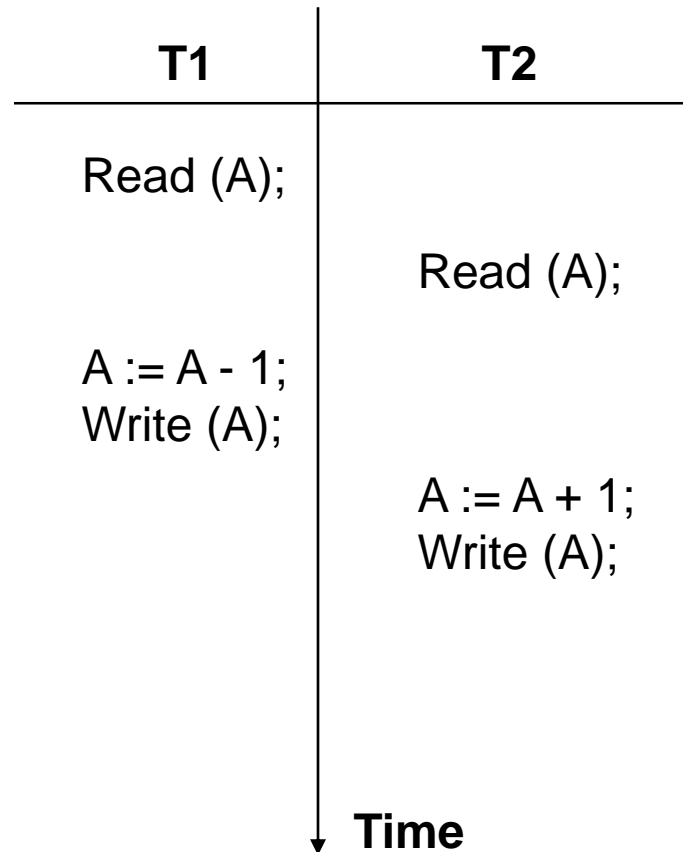 T1 T2
Read (A);
Read (A);
A := A - 1;
Write (A);
A := A + 1;
Write (A);
Time